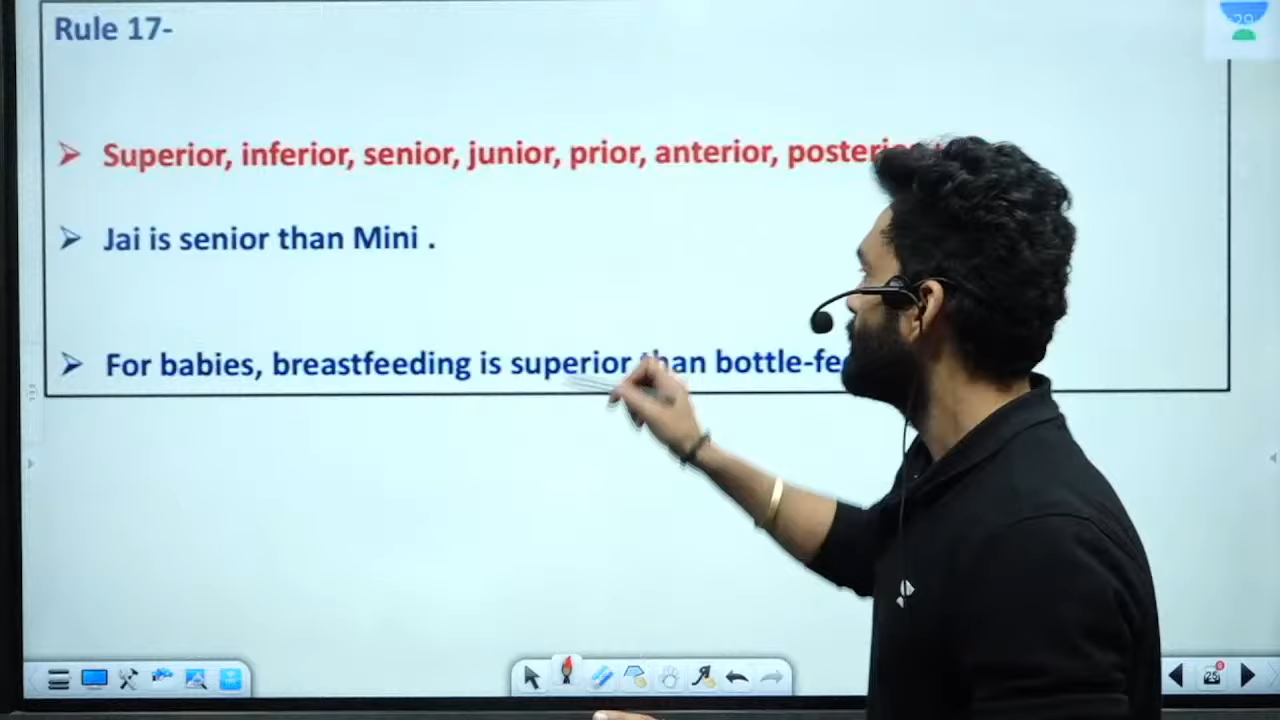 Rule 17-
➢ Superior, inferior, senior, junior, prior, anterior,
➢ Jai is senior than Mini .
➢ For babies, breastfeeding is superior than
25